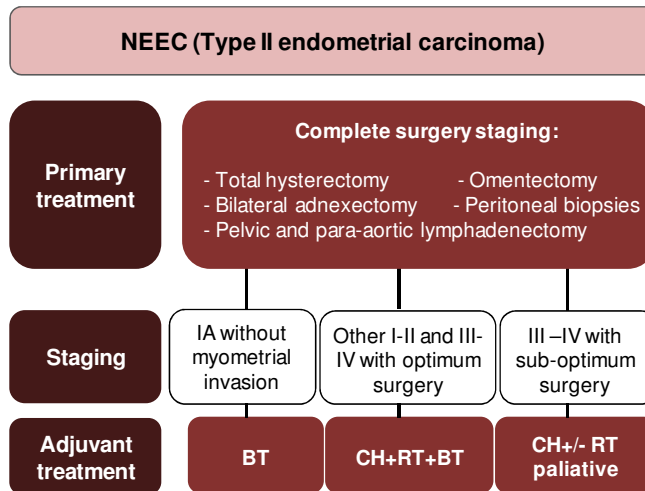 NEEC (Type II endometrial carcinoma)
Primary
treatment
Complete surgery staging:
- Total hysterectomy - Omentectomy
- Bilateral adnexectomy - Peritoneal biopsies
- Pelvic and para-aortic lymphadenectomy
Staging
IA without
myometrial
invasion
Other I-II and III-
IV with optimum
surgery
III –IV with
sub-optimum
surgery
Adjuvant
treatment
BT
CH+RT+BT
CH+/- RT
paliative